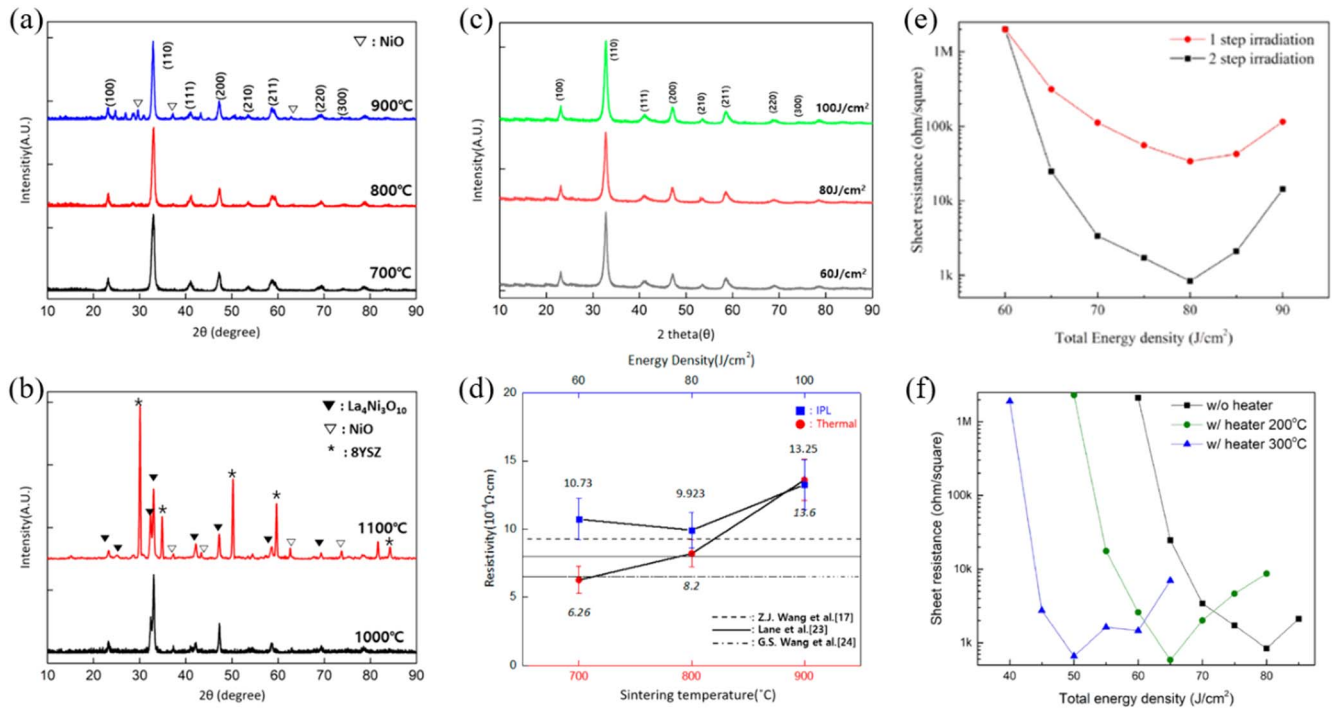 (a)
▽ : NiO
(100)
(110)
(111)
(200)
(210)
(211)
(220)
(300)
900℃
800℃
700℃
Intensitiy(A.U.)
10 20 30 40 50 60 70 80 90
2θ (degree)
(b)
▼ : La₄Ni₃O₁₀
▽ : NiO
* : 8YSZ
1100℃
1000℃
Intensity(A.U.)
10 20 30 40 50 60 70 80 90
2θ (degree)
(c)
(100)
(110)
(111)
(200)
(210)
(211)
(220)
(300)
100J/cm²
80J/cm²
60J/cm²
Intensity(A.U.)
10 20 30 40 50 60 70 80 90
2 theta(θ)
(d)
Energy Density(J/cm²)
60 80 100
20
15
10
5
0
Resistivity(10⁻⁴Ω·cm)
■ : IPL
● : Thermal
10.73
9.923
13.25
13.6
8.2
6.26
: Z.J. Wang et al.[17]
: Lane et al.[23]
: G.S. Wang et al.[24]
700 800 900
Sintering temperature(˚C)
(e)
1 step irradiation
2 step irradiation
1M
100k
10k
1k
Sheet resistance (ohm/square)
60 70 80 90
Total Energy density (J/cm²)
(f)
w/o heater
w/ heater 200°C
w/ heater 300°C
1M
100k
10k
1k
Sheet resistance (ohm/square)
40 50 60 70 80
Total energy density (J/cm²)